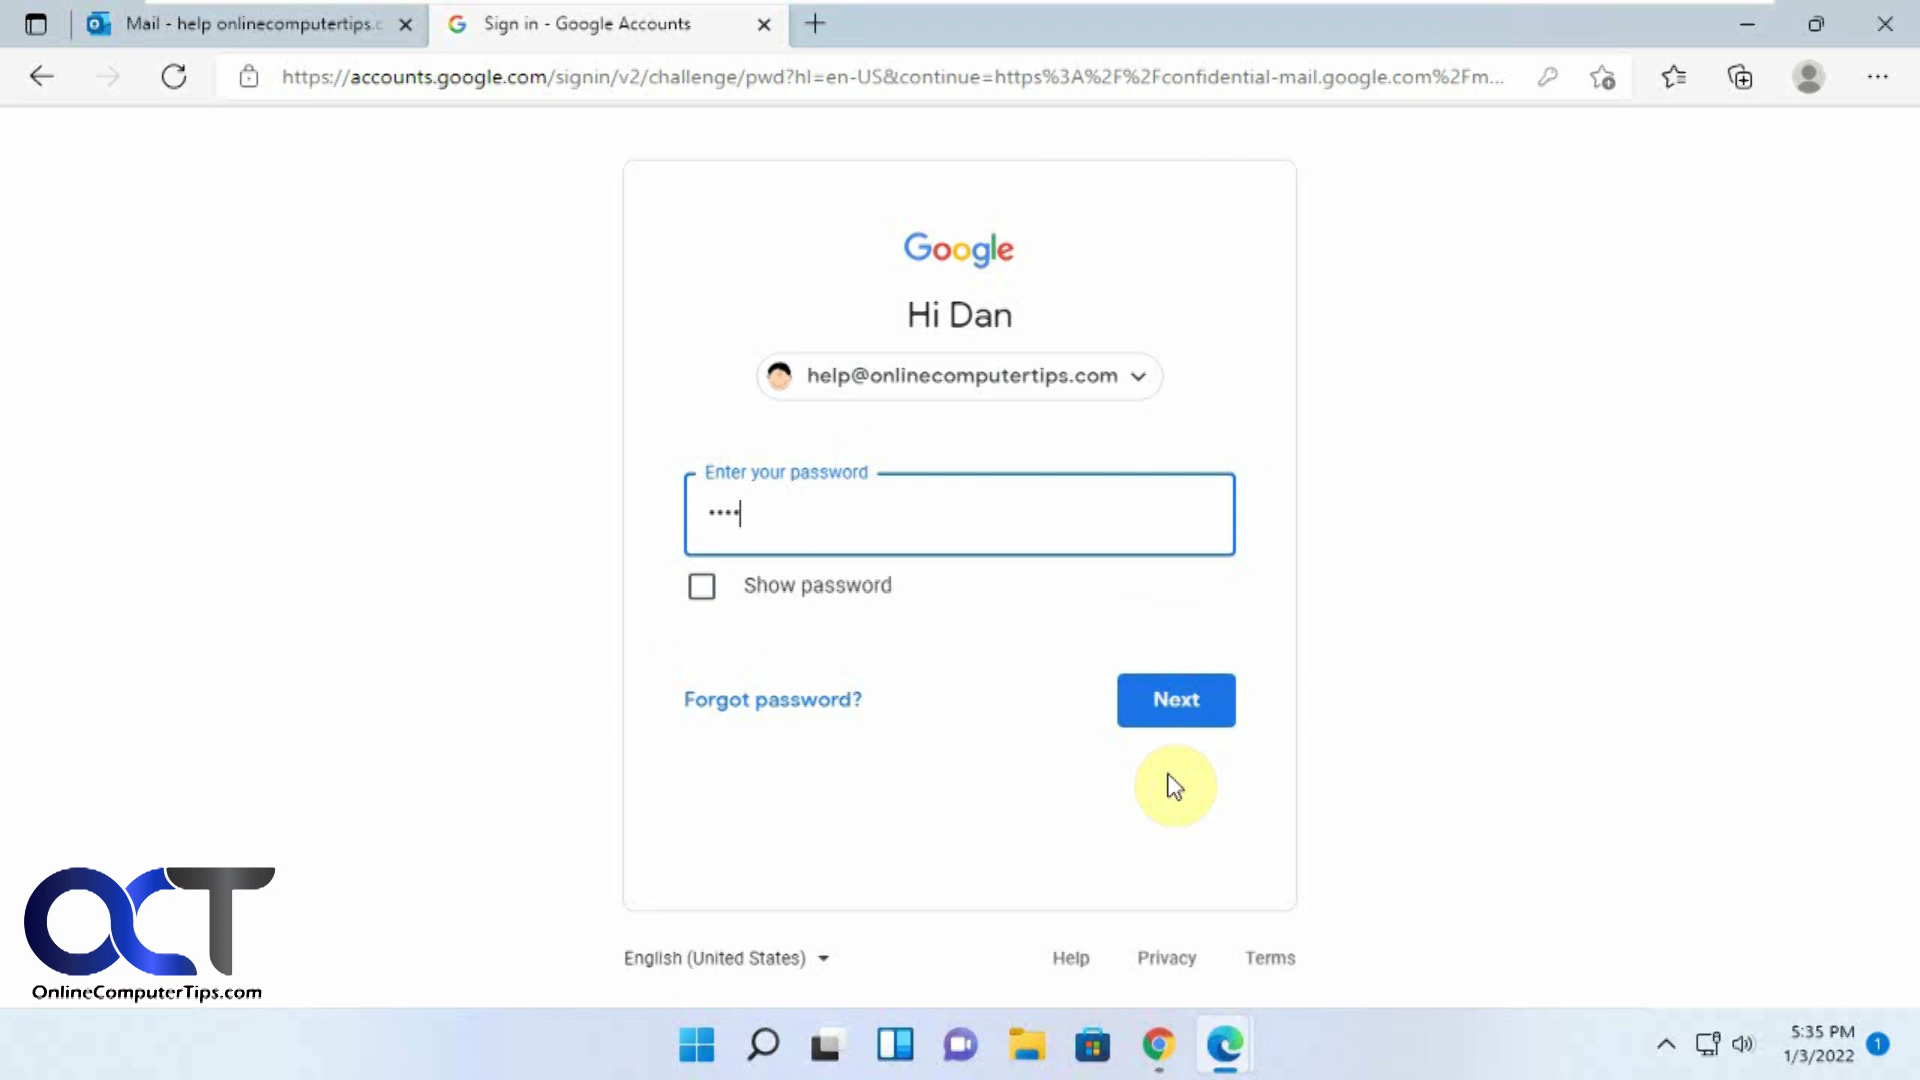 Mail - help onlinecomputertips.c
Sign in - Google Accounts
https://accounts.google.com/signin/v2/challenge/pwd?hl=en-US&continue=https%3A%2F%2Fconfidential-mail.google.com%2Fm...
Google
Hi Dan
help@onlinecomputertips.com
Enter your password
••••
Show password
Forgot password?
Next
English (United States)
Help
Privacy
Terms
OCT
OnlineComputerTips.com
5:35 PM
1/3/2022
1